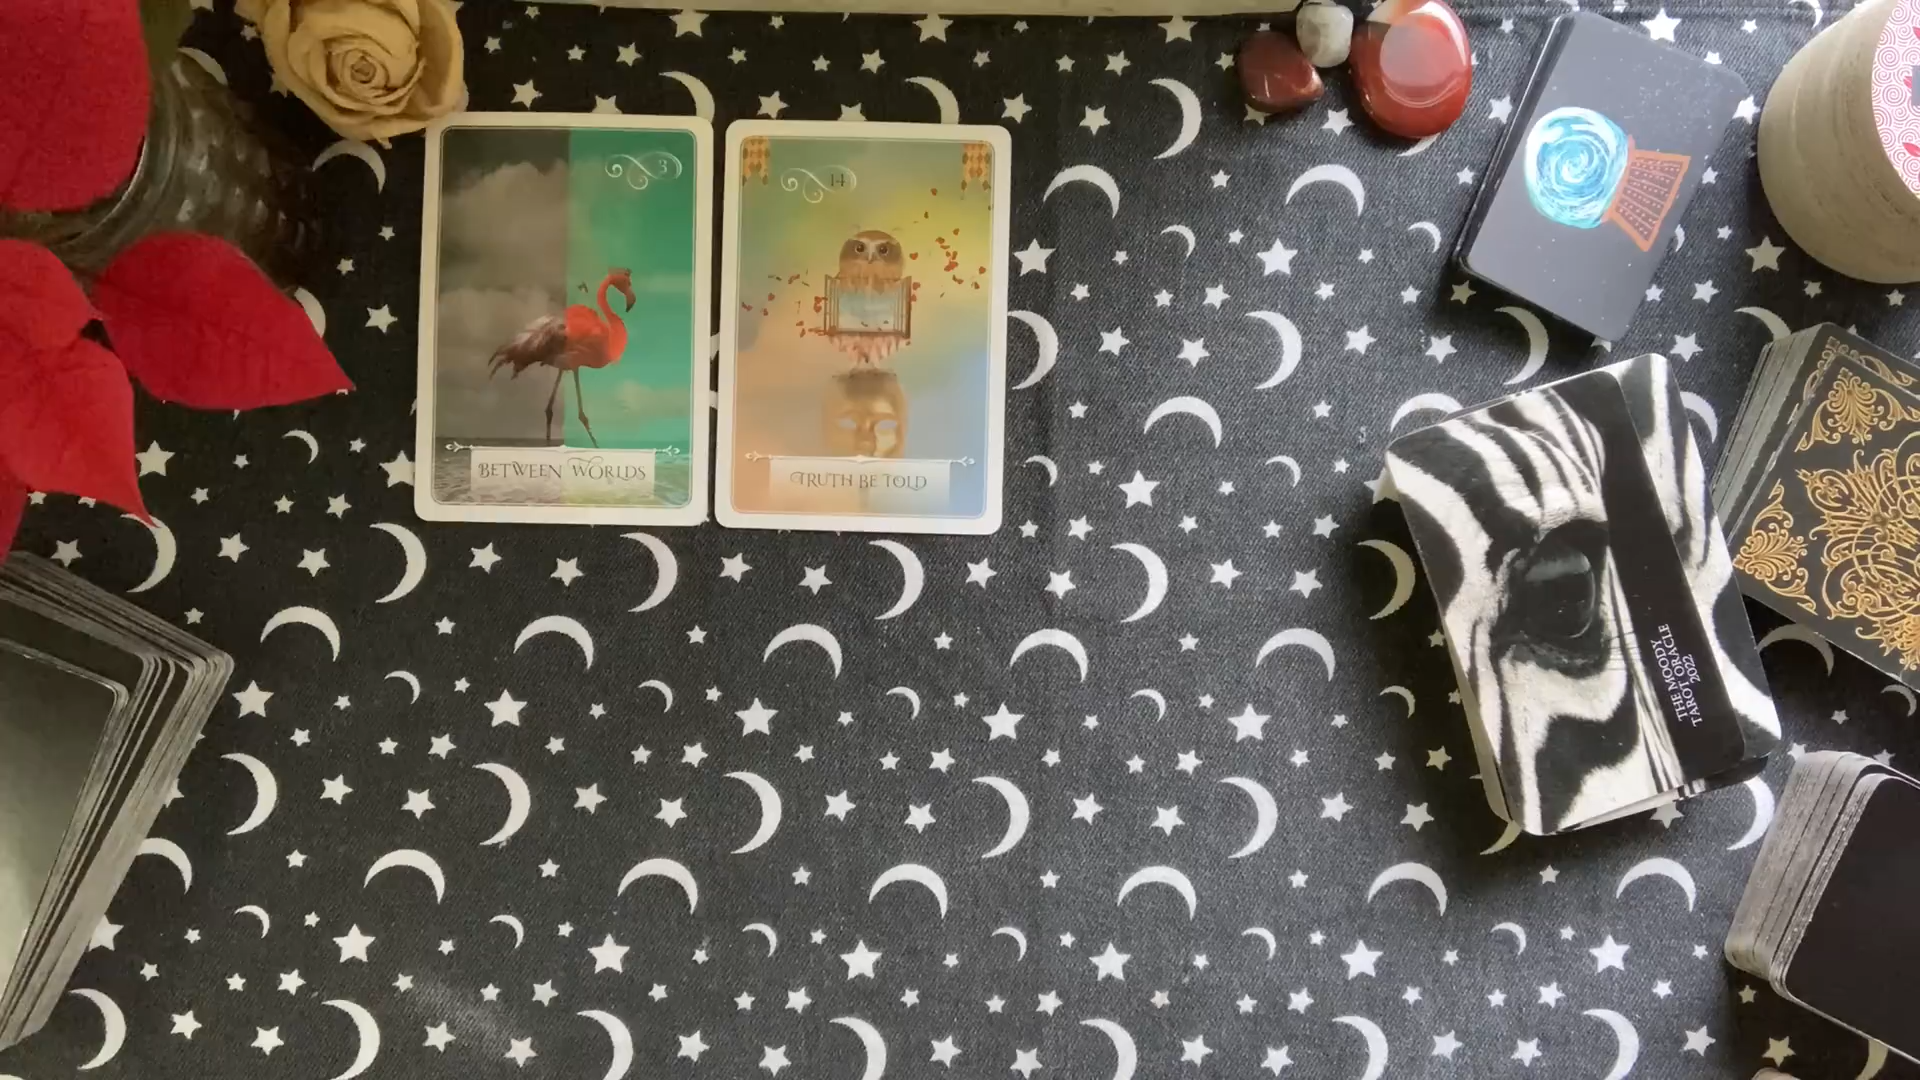 3
BETWEEN WORLDS
14
TRUTH BE TOLD
THE MOODY
TAROT ORACLE
2022